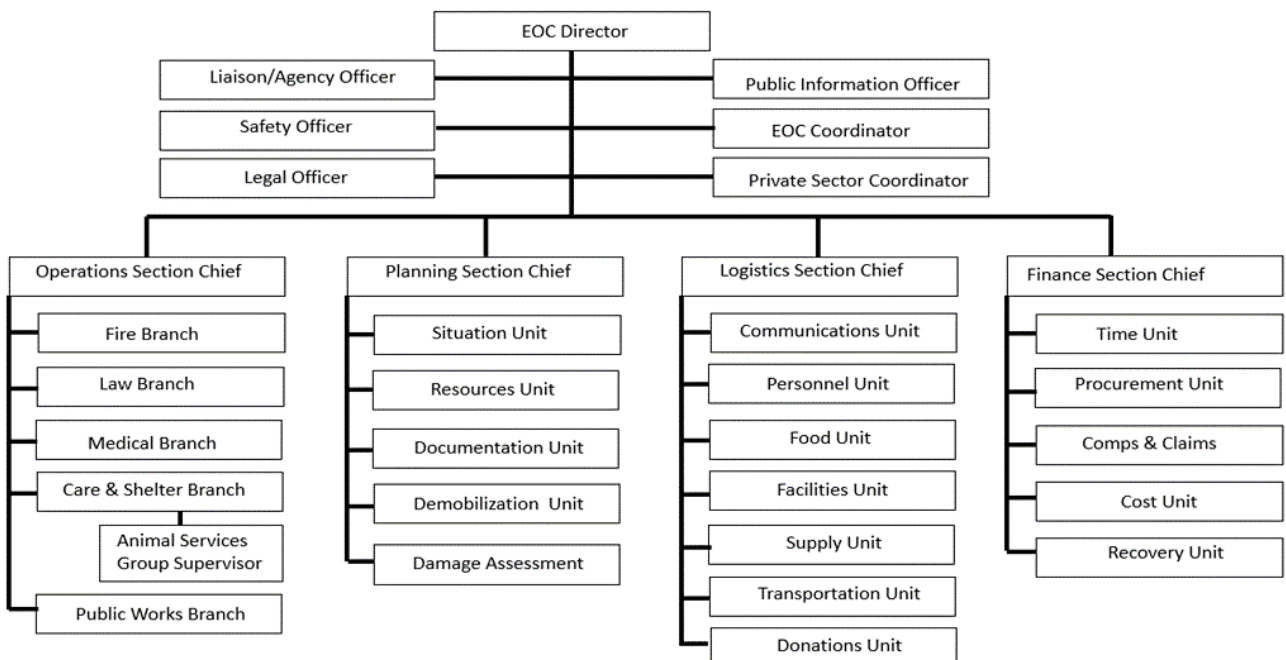 EOC Director
Liaison/Agency Officer
Public Information Officer
Safety Officer
EOC Coordinator
Legal Officer
Private Sector Coordinator
Operations Section Chief
Fire Branch
Law Branch
Medical Branch
Care & Shelter Branch
Animal Services
Group Supervisor
Public Works Branch
Planning Section Chief
Situation Unit
Resources Unit
Documentation Unit
Demobilization Unit
Damage Assessment
Logistics Section Chief
Communications Unit
Personnel Unit
Food Unit
Facilities Unit
Supply Unit
Transportation Unit
Donations Unit
Finance Section Chief
Time Unit
Procurement Unit
Comps & Claims
Cost Unit
Recovery Unit